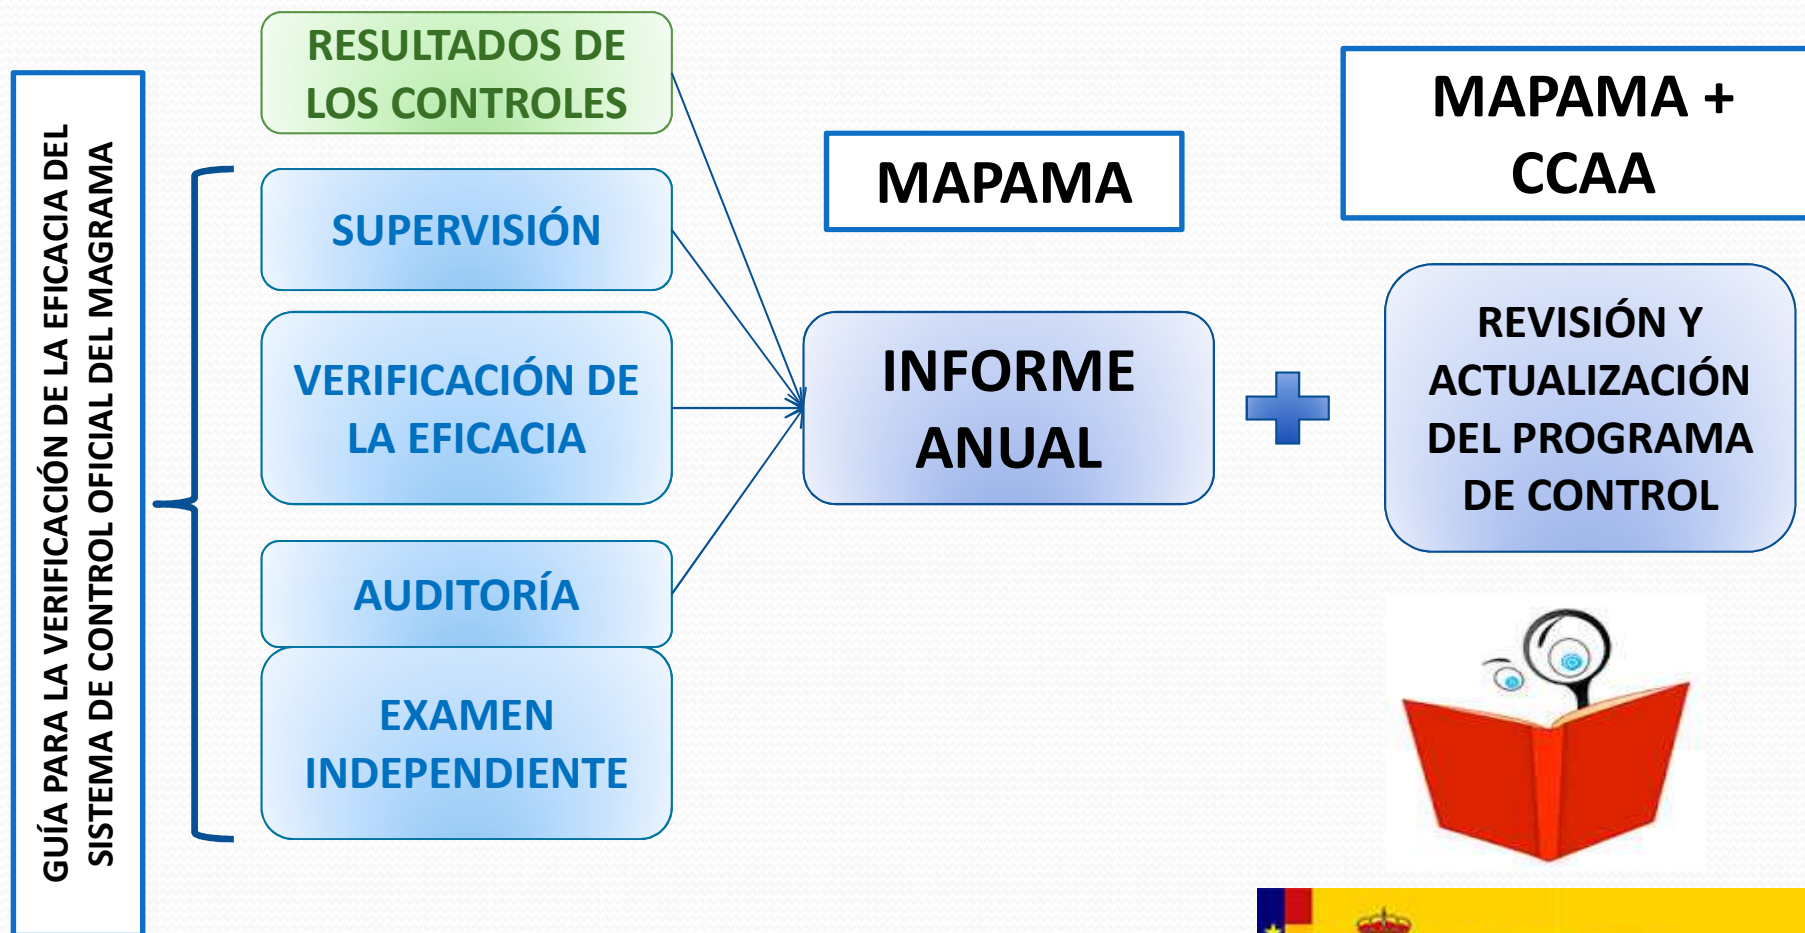 GUÍA PARA LA VERIFICACIÓN DE LA EFICACIA DEL
SISTEMA DE CONTROL OFICIAL DEL MAGRAMA
RESULTADOS DE
LOS CONTROLES
SUPERVISIÓN
VERIFICACIÓN DE
LA EFICACIA
AUDITORÍA
EXAMEN
INDEPENDIENTE
MAPAMA
INFORME
ANUAL
MAPAMA +
CCAA
REVISIÓN Y
ACTUALIZACIÓN
DEL PROGRAMA
DE CONTROL